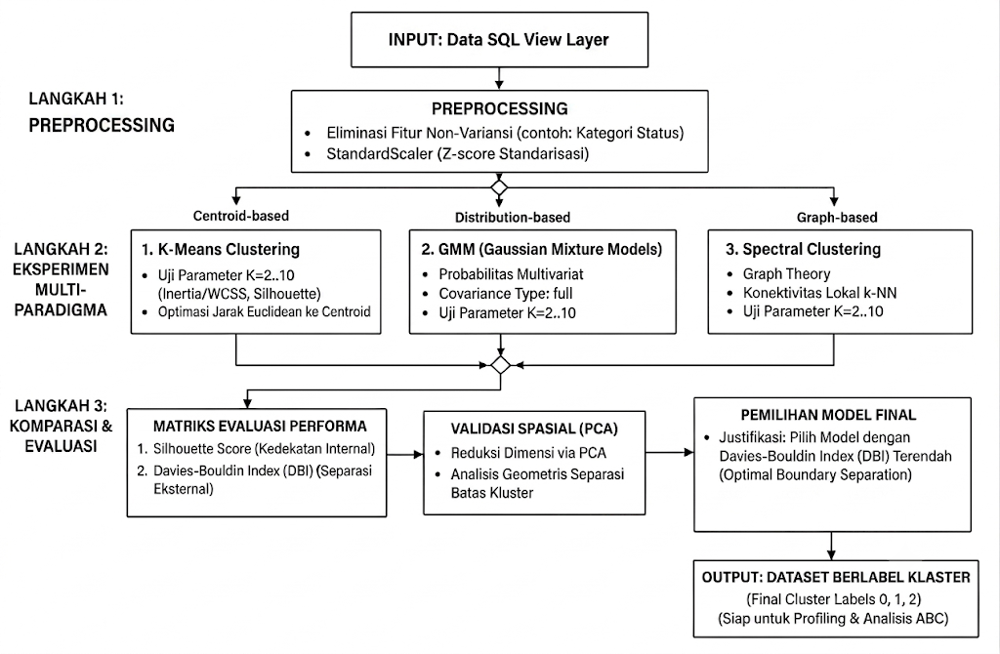 INPUT: Data SQL View Layer
LANGKAH 1:
PREPROCESSING
PREPROCESSING
• Eliminasi Fitur Non-Variansi (contoh: Kategori Status)
• StandardScaler (Z-score Standarisasi)
Centroid-based
Distribution-based
Graph-based
LANGKAH 2:
EKSPERIMEN
MULTI-
PARADIGMA
1. K-Means Clustering
• Uji Parameter K=2..10
(Inertia/WCSS, Silhouette)
• Optimasi Jarak Euclidean ke Centroid
2. GMM (Gaussian Mixture Models)
• Probabilitas Multivariat
• Covariance Type: full
• Uji Parameter K=2..10
3. Spectral Clustering
• Graph Theory
• Konektivitas Lokal k-NN
• Uji Parameter K=2..10
LANGKAH 3:
KOMPARASI &
EVALUASI
MATRIKS EVALUASI PERFORMA
1. Silhouette Score (Kedekatan Internal)
2. Davies-Bouldin Index (DBI) (Separasi
Eksternal)
VALIDASI SPASIAL (PCA)
• Reduksi Dimensi via PCA
• Analisis Geometris Separasi
Batas Kluster
PEMILIHAN MODEL FINAL
• Justifikasi: Pilih Model dengan
Davies-Bouldin Index (DBI) Terendah
(Optimal Boundary Separation)
OUTPUT: DATASET BERLABEL KLASTER
(Final Cluster Labels 0, 1, 2)
(Siap untuk Profiling & Analisis ABC)